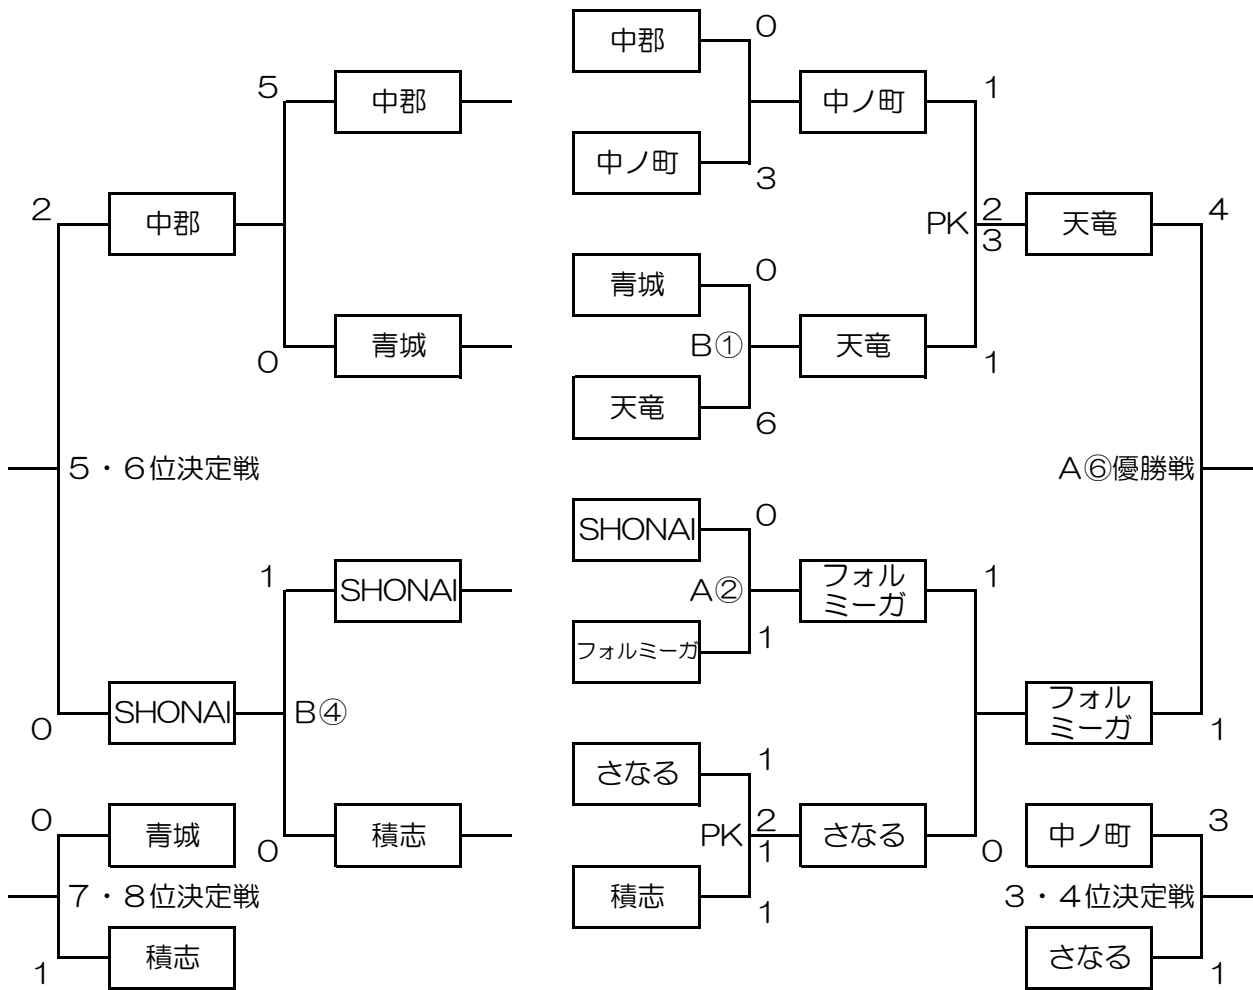 中郡
0
5
中郡
中ノ町
1
中ノ町
3
2
中郡
PK
2
3
天竜
4
青城
0
0
青城
B①
天竜
1
天竜
6
5・6位決定戦
A⑥優勝戦
SHONAI
0
1
SHONAI
A②
フォル
ミーガ
1
フォルミーガ
1
0
SHONAI
B④
フォル
ミーガ
1
さなる
1
0
青城
0
積志
PK
2
1
さなる
0
中ノ町
3
7・8位決定戦
積志
1
3・4位決定戦
1
積志
さなる
1